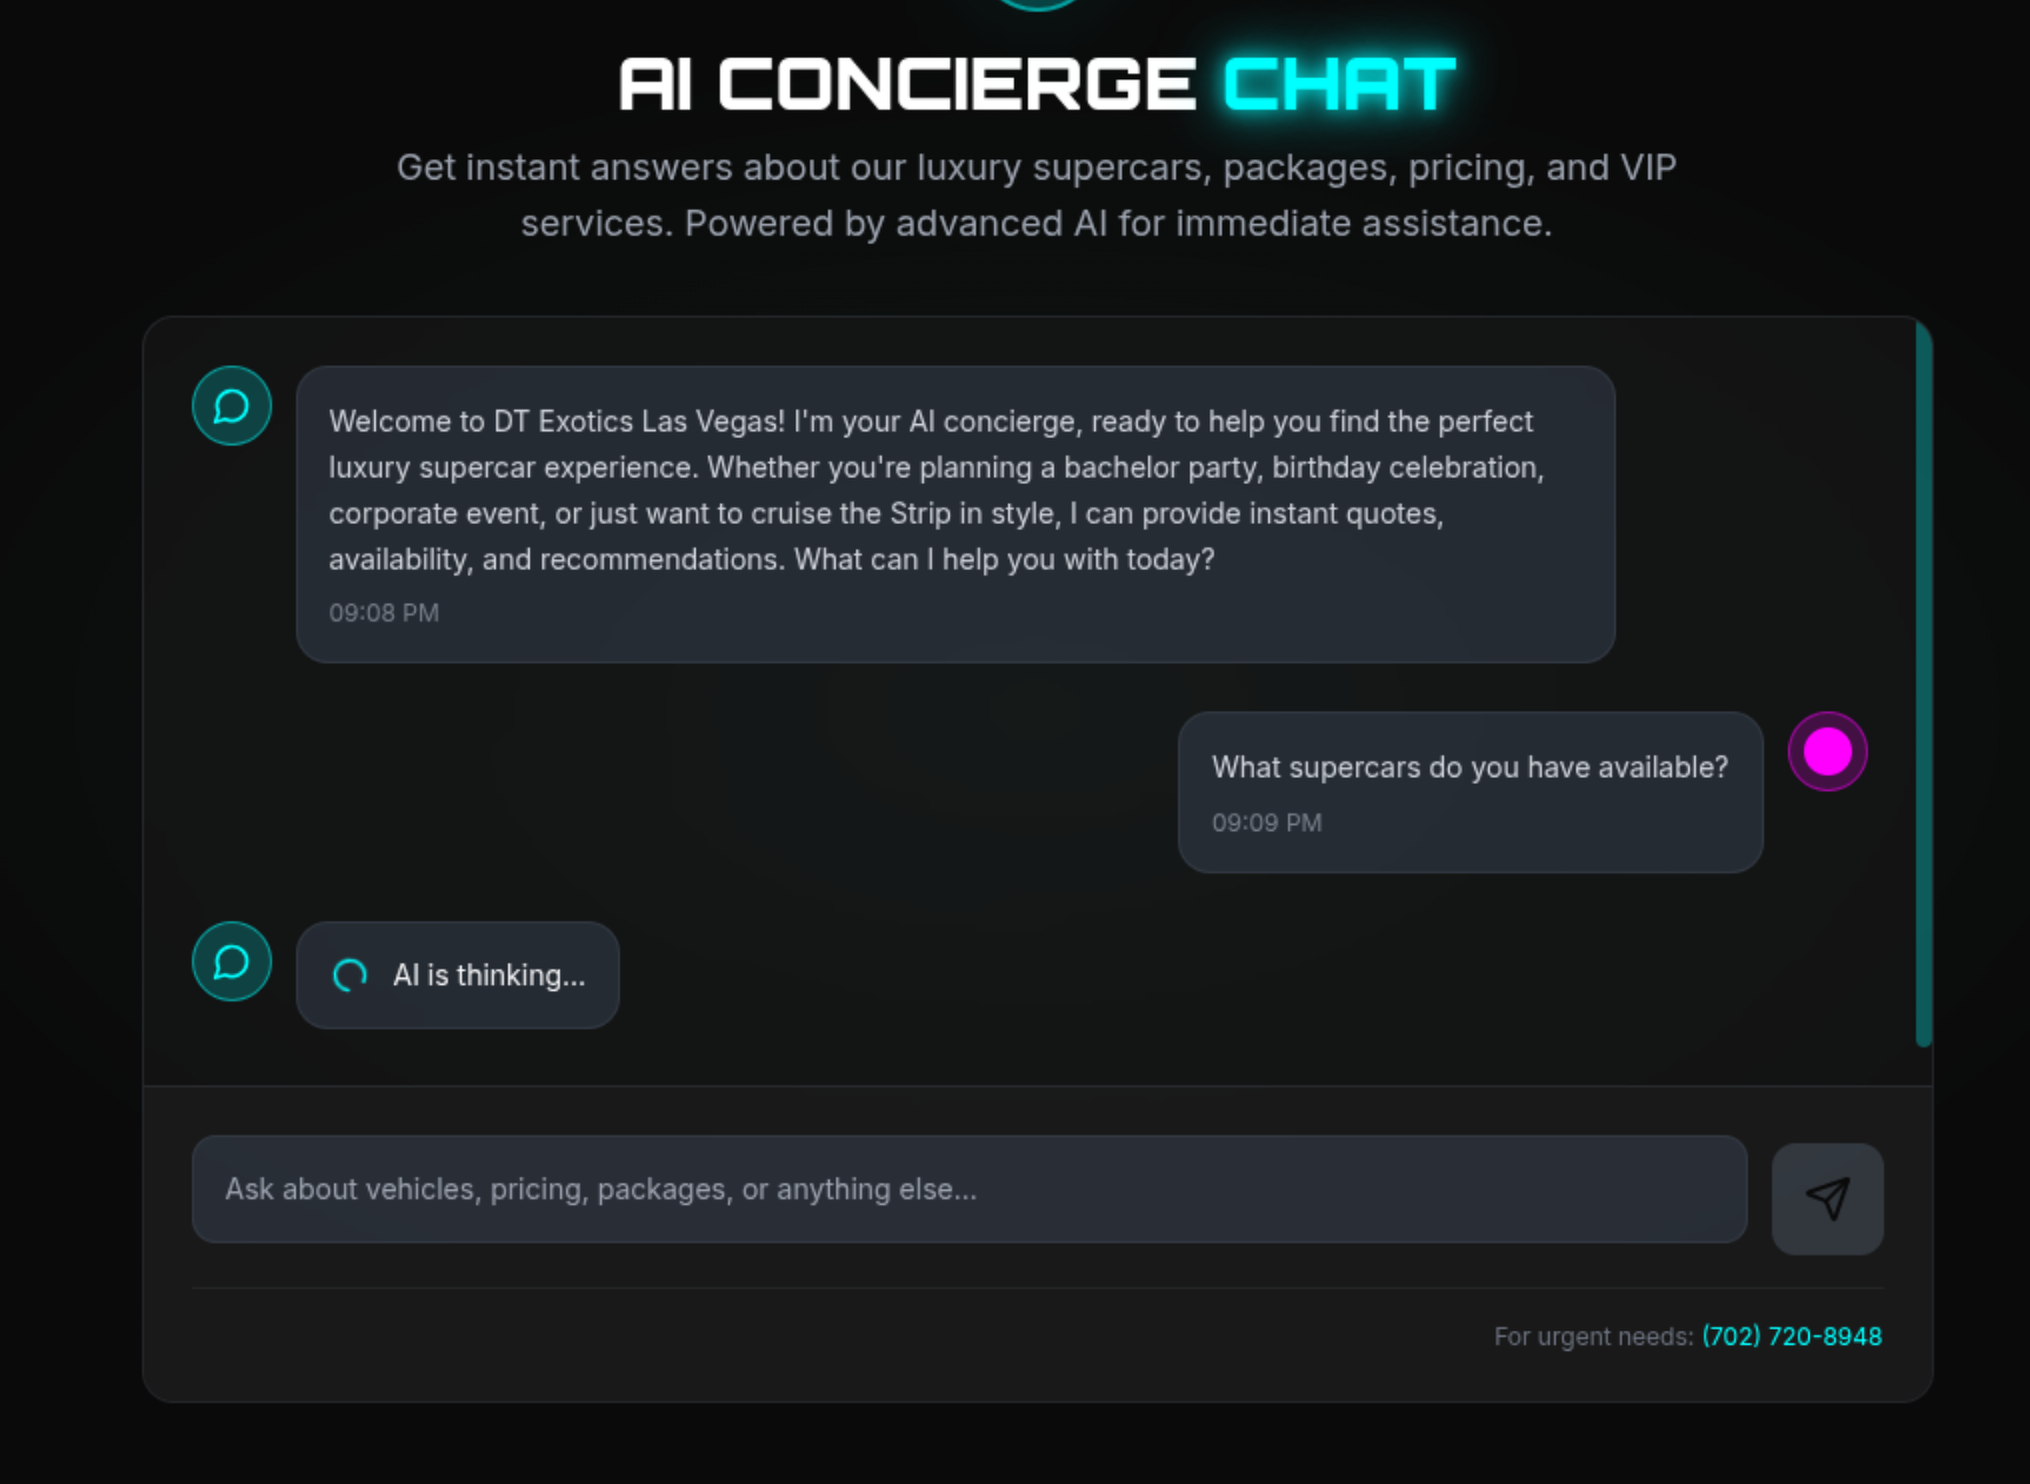 AI CONCIERGE CHAT
Get instant answers about our luxury supercars, packages, pricing, and VIP
services. Powered by advanced AI for immediate assistance.
Welcome to DT Exotics Las Vegas! I'm your AI concierge, ready to help you find the perfect
luxury supercar experience. Whether you're planning a bachelor party, birthday celebration,
corporate event, or just want to cruise the Strip in style, I can provide instant quotes,
availability, and recommendations. What can I help you with today?
09:08 PM
What supercars do you have available?
09:09 PM
AI is thinking...
Ask about vehicles, pricing, packages, or anything else...
For urgent needs: (702) 720-8948